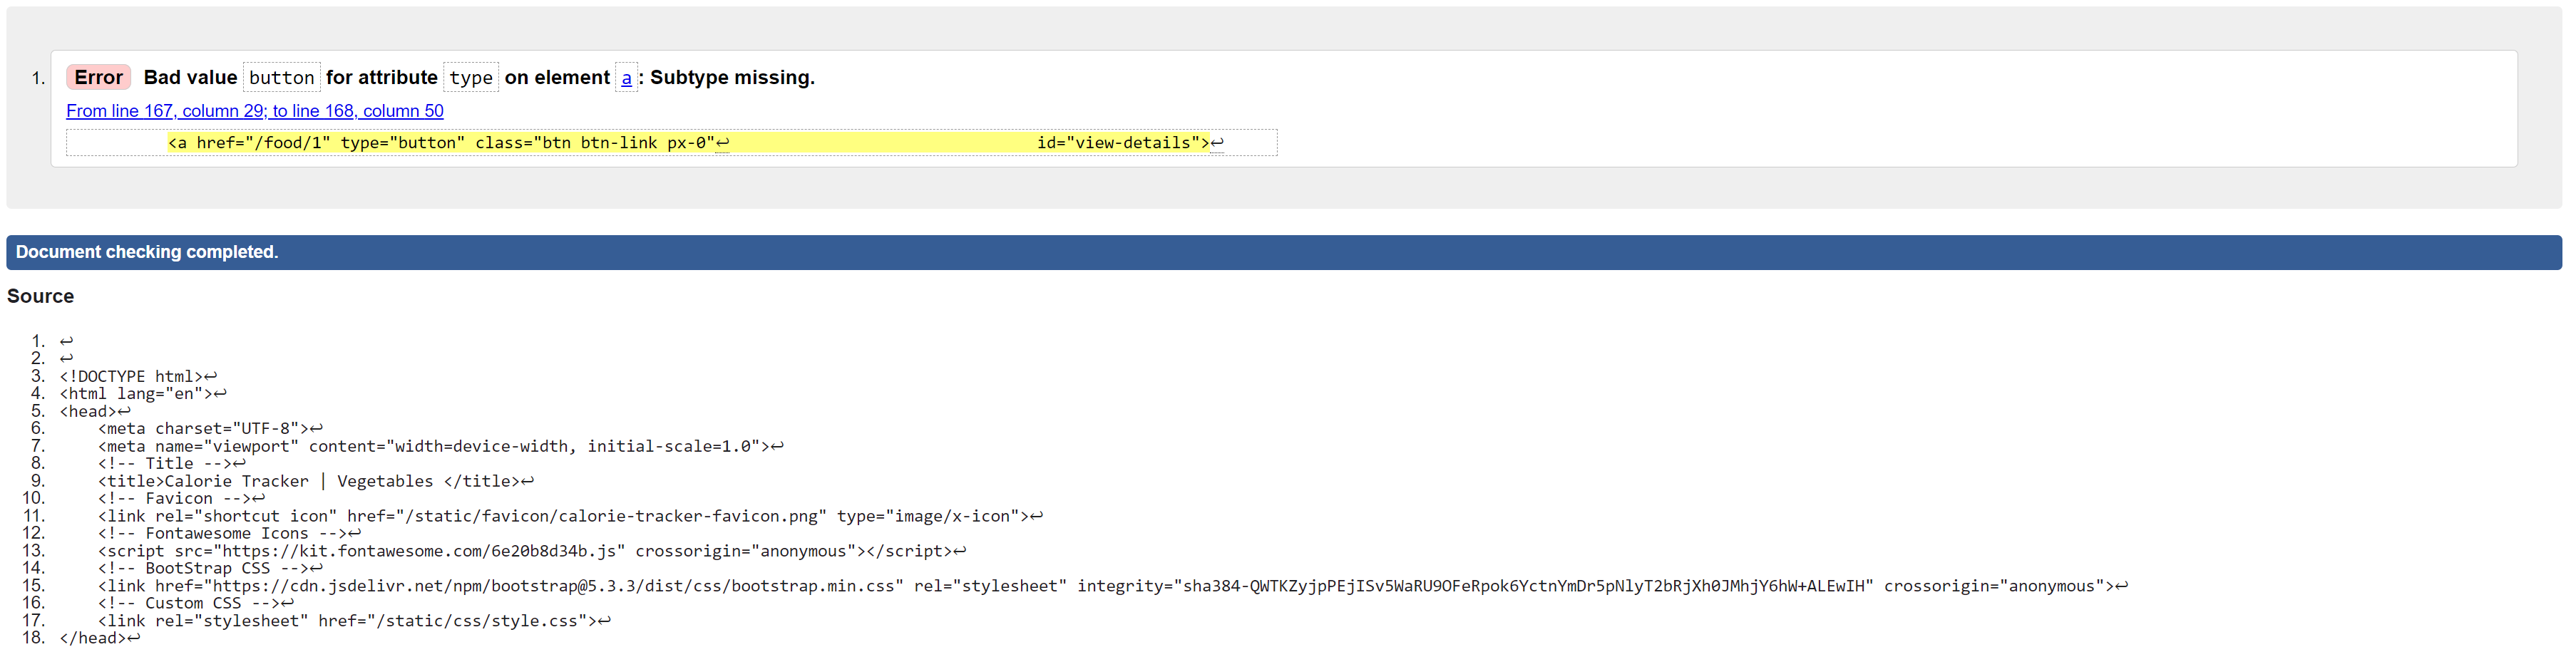 1. Error Bad value button for attribute type on element a: Subtype missing.
From line 167, column 29; to line 168, column 50
<a href="/food/1" type="button" class="btn btn-link px-0"↩ id="view-details">↩
Document checking completed.
Source
1. ↩
2. ↩
3. <!DOCTYPE html>↩
4. <html lang="en">↩
5. <head>↩
6. <meta charset="UTF-8">↩
7. <meta name="viewport" content="width=device-width, initial-scale=1.0">↩
8. <!-- Title -->↩
9. <title>Calorie Tracker | Vegetables </title>↩
10. <!-- Favicon -->↩
11. <link rel="shortcut icon" href="/static/favicon/calorie-tracker-favicon.png" type="image/x-icon">↩
12. <!-- Fontawesome Icons -->↩
13. <script src="https://kit.fontawesome.com/6e20b8d34b.js" crossorigin="anonymous"></script>↩
14. <!-- BootStrap CSS -->↩
15. <link href="https://cdn.jsdelivr.net/npm/bootstrap@5.3.3/dist/css/bootstrap.min.css" rel="stylesheet" integrity="sha384-QWTKZyjpPEjISv5WaRU9OFeRpok6YctnYmDr5pNlyT2bRjXh0JMhjY6hW+ALEwIH" crossorigin="anonymous">↩
16. <!-- Custom CSS -->↩
17. <link rel="stylesheet" href="/static/css/style.css">↩
18. </head>↩